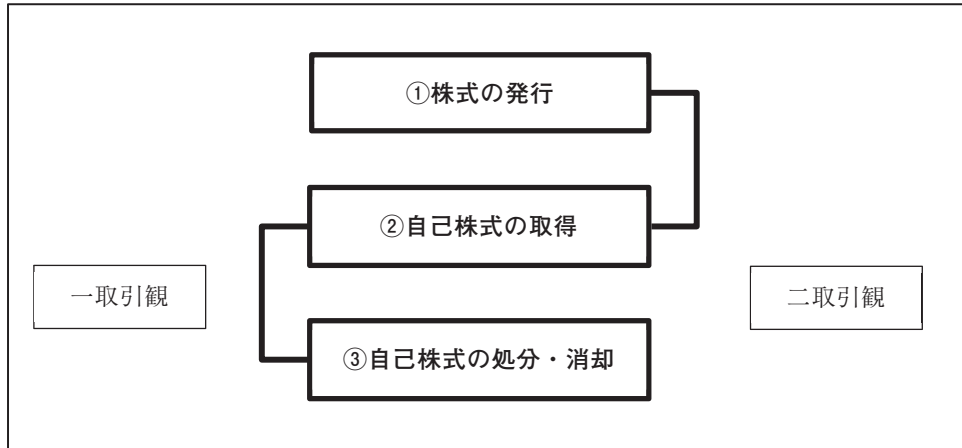 ①株式の発行
②自己株式の取得
一取引観
二取引観
③自己株式の処分・消却